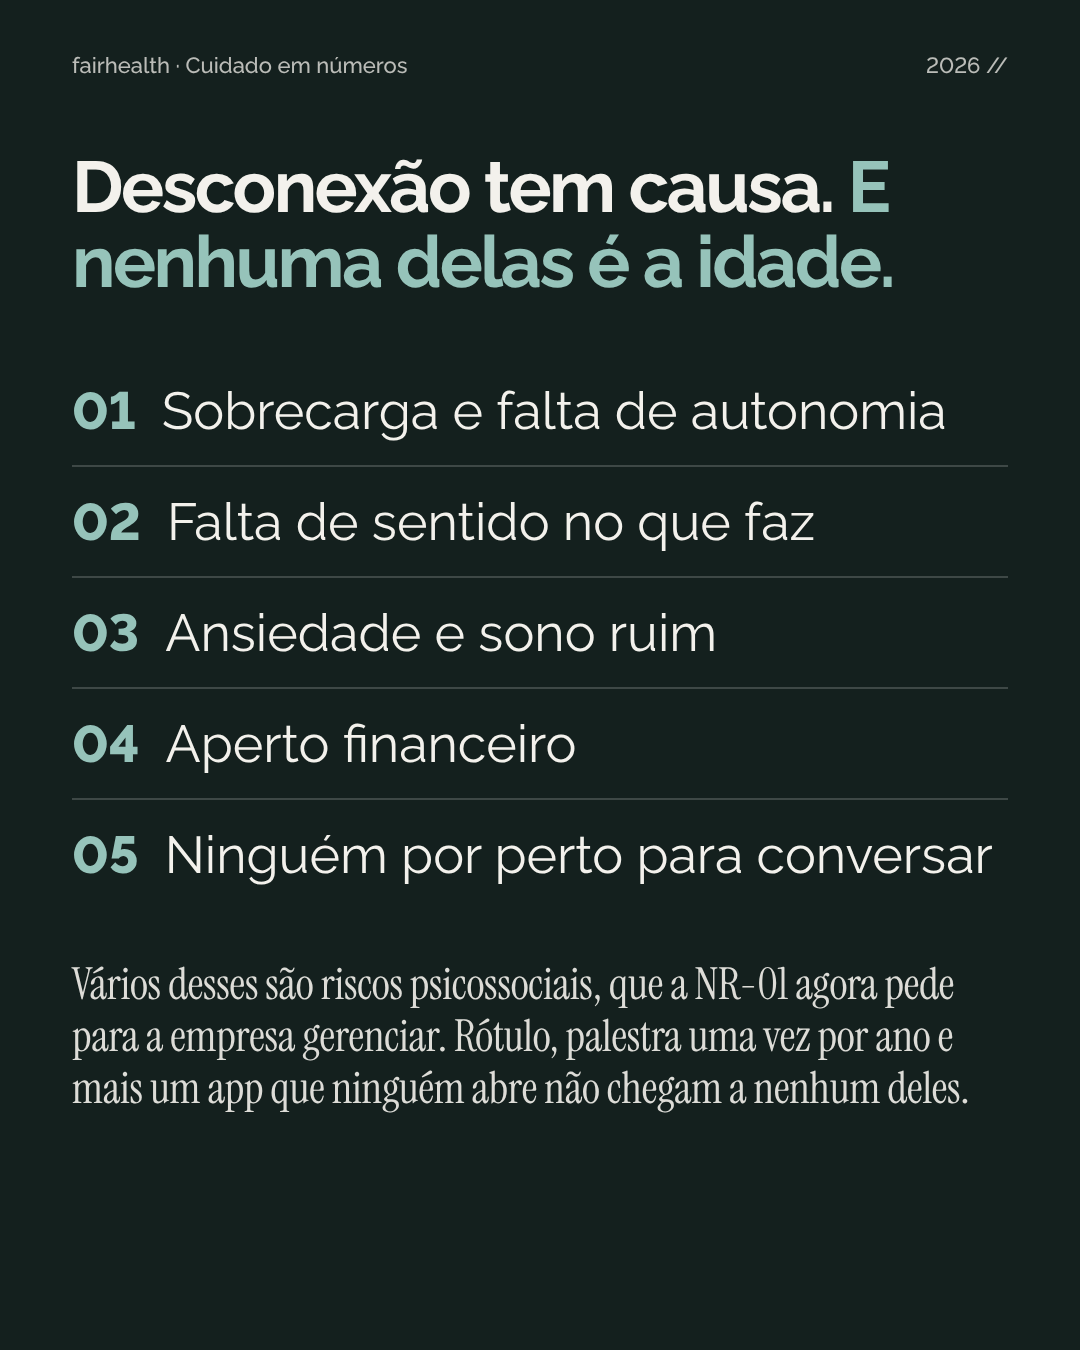 fairhealth · Cuidado em números
2026 //
Desconexão tem causa. E
nenhuma delas é a idade.
01 Sobrecarga e falta de autonomia
02 Falta de sentido no que faz
03 Ansiedade e sono ruim
04 Aperto financeiro
05 Ninguém por perto para conversar
Vários desses são riscos psicossociais, que a NR-01 agora pede
para a empresa gerenciar. Rótulo, palestra uma vez por ano e
mais um app que ninguém abre não chegam a nenhum deles.